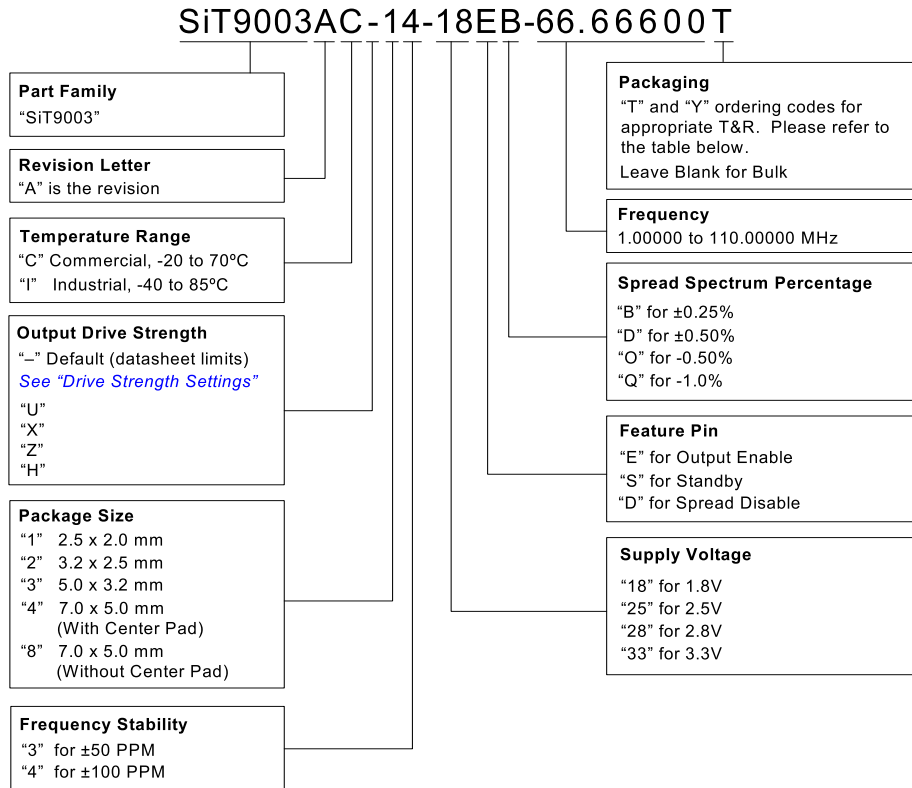 SiT9003AC-14-18EB-66.66600T
Part Family
“SiT9003”
Revision Letter
“A” is the revision
Temperature Range
“C” Commercial, -20 to 70ºC
“I” Industrial, -40 to 85ºC
Output Drive Strength
“–” Default (datasheet limits)
See “Drive Strength Settings”
“U”
“X”
“Z”
“H”
Package Size
“1” 2.5 x 2.0 mm
“2” 3.2 x 2.5 mm
“3” 5.0 x 3.2 mm
“4” 7.0 x 5.0 mm
(With Center Pad)
“8” 7.0 x 5.0 mm
(Without Center Pad)
Frequency Stability
“3” for ±50 PPM
“4” for ±100 PPM
Packaging
“T” and “Y” ordering codes for
appropriate T&R. Please refer to
the table below.
Leave Blank for Bulk
Frequency
1.00000 to 110.00000 MHz
Spread Spectrum Percentage
“B” for ±0.25%
“D” for ±0.50%
“O” for -0.50%
“Q” for -1.0%
Feature Pin
“E” for Output Enable
“S” for Standby
“D” for Spread Disable
Supply Voltage
“18” for 1.8V
“25” for 2.5V
“28” for 2.8V
“33” for 3.3V